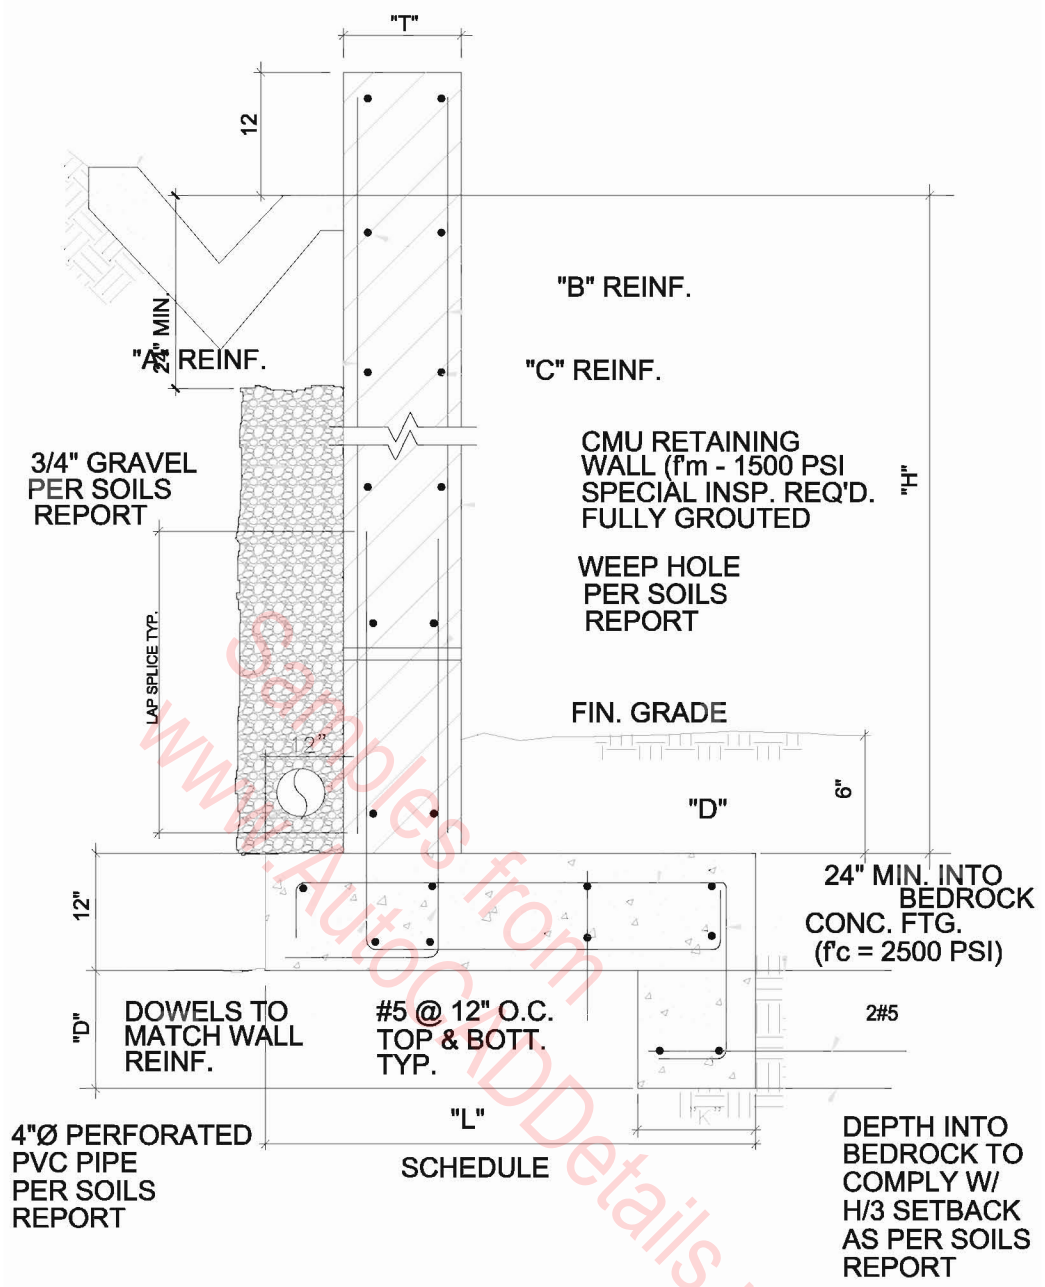 "T"
12
24" MIN.
"A" REINF.
"B" REINF.
"C" REINF.
3/4" GRAVEL
PER SOILS
REPORT
CMU RETAINING
WALL (f'm - 1500 PSI
SPECIAL INSP. REQ'D.
FULLY GROUTED
"H"
WEEP HOLE
PER SOILS
REPORT
LAP SPLICE TYP.
FIN. GRADE
12"
6"
"D"
12"
24" MIN. INTO
BEDROCK
CONC. FTG.
(f'c = 2500 PSI)
"D"
DOWELS TO
MATCH WALL
REINF.
#5 @ 12" O.C.
TOP & BOTT.
TYP.
2#5
"L"
"K"
SCHEDULE
4"Ø PERFORATED
PVC PIPE
PER SOILS
REPORT
DEPTH INTO
BEDROCK TO
COMPLY W/
H/3 SETBACK
AS PER SOILS
REPORT
Samples from
www.AutoCADDetails